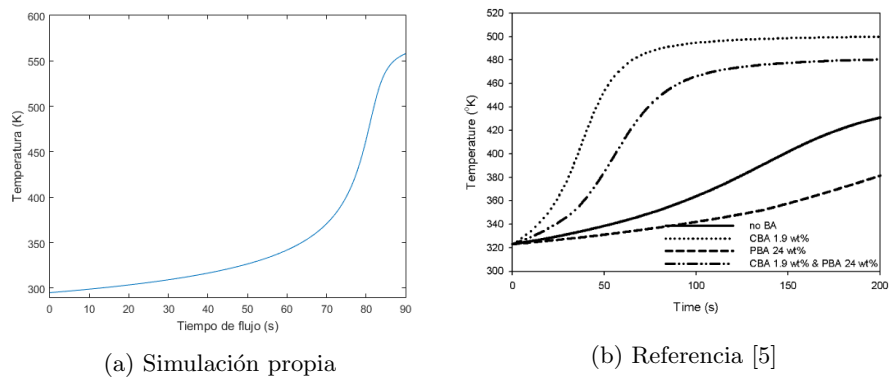 600
550
500
450
400
350
300
Temperatura (K)
0 10 20 30 40 50 60 70 80 90
Tiempo de flujo (s)
(a) Simulación propia
520
500
480
460
440
420
400
380
360
340
320
300
Temperature (°K)
no BA
CBA 1.9 wt%
PBA 24 wt%
CBA 1.9 wt% & PBA 24 wt%
0 50 100 150 200
Time (s)
(b) Referencia [5]